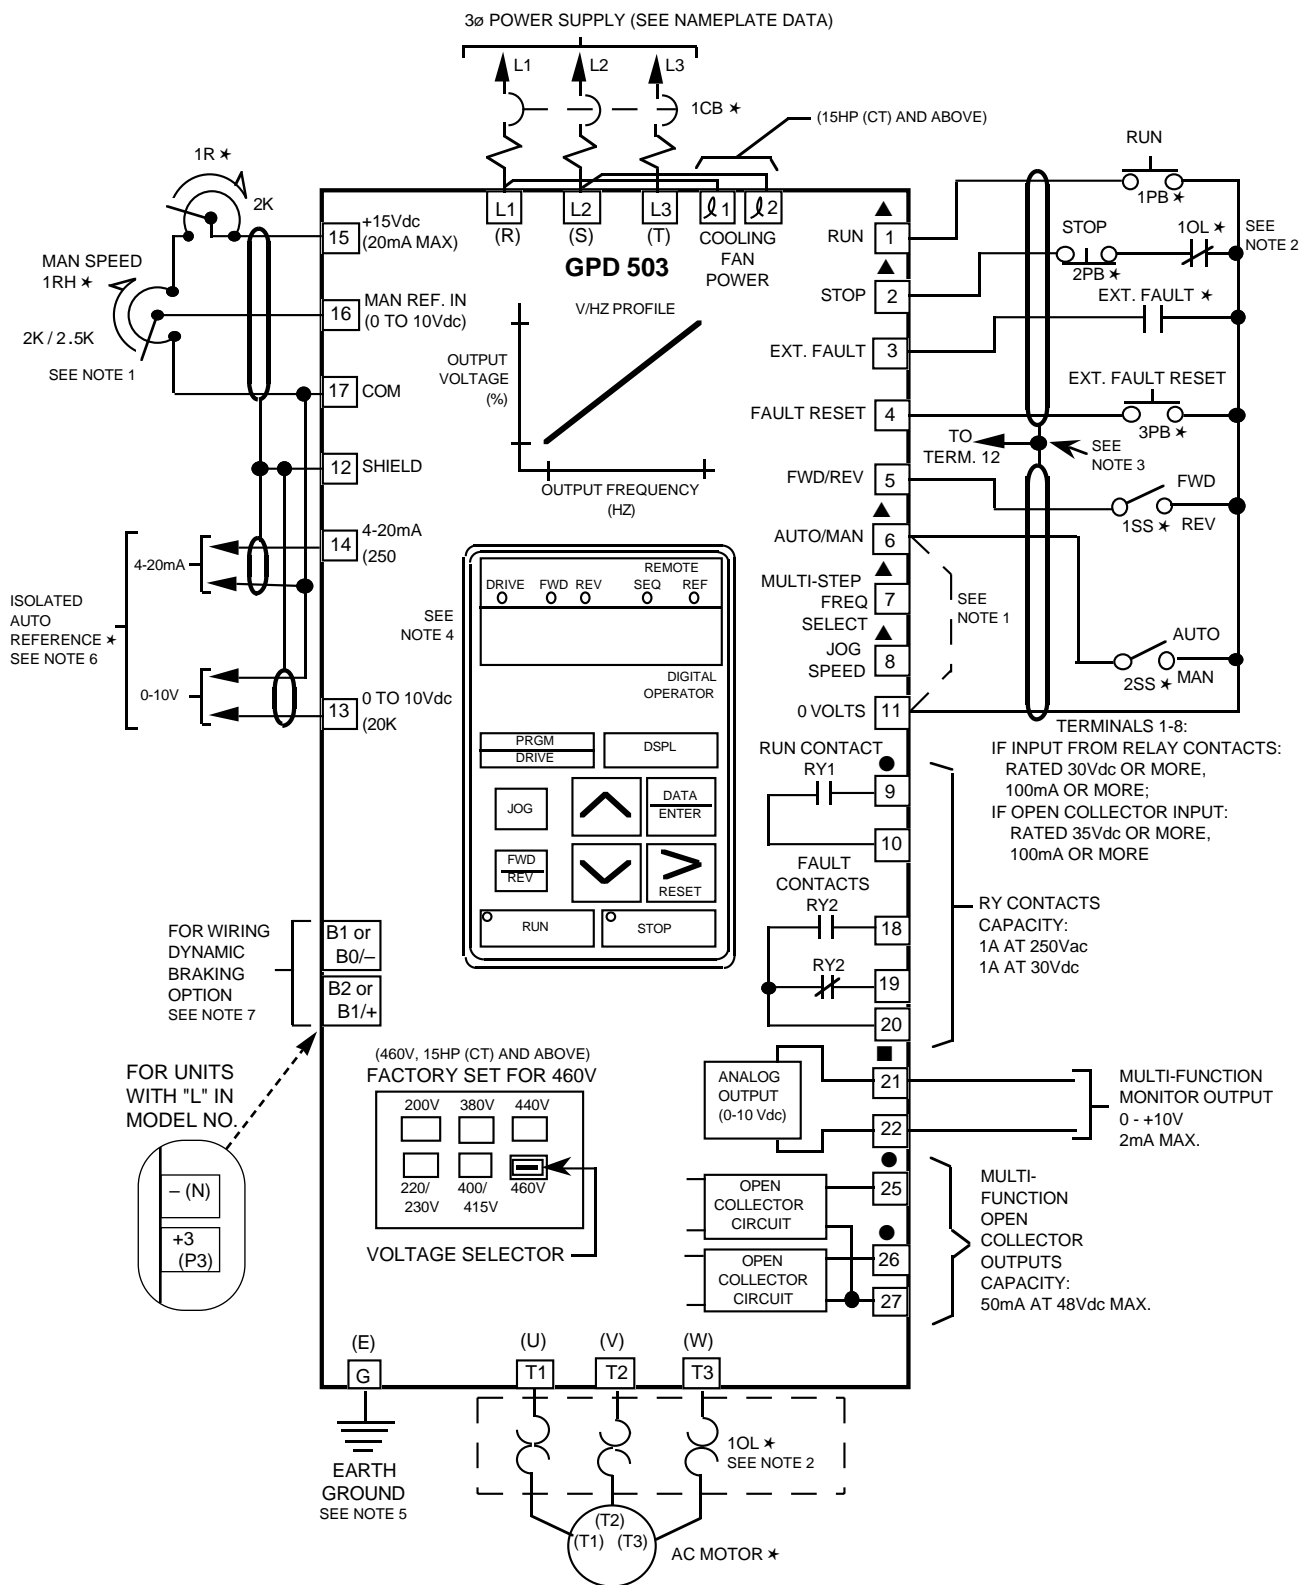 3ø POWER SUPPLY (SEE NAMEPLATE DATA)
L1
L2
L3
1CB ★
(15HP (CT) AND ABOVE)
1R ★
2K
MAN SPEED
1RH ★
2K / 2.5K
SEE NOTE 1
L1
L2
L3
ℓ1
ℓ2
(R)
(S)
(T)
COOLING
FAN
POWER
GPD 503
15
+15Vdc
(20mA MAX)
16
MAN REF. IN
(0 TO 10Vdc)
17
COM
12
SHIELD
14
4-20mA
(250
13
0 TO 10Vdc
(20K
4-20mA
0-10V
ISOLATED
AUTO
REFERENCE ★
SEE NOTE 6
V/HZ PROFILE
OUTPUT
VOLTAGE
(%)
OUTPUT FREQUENCY
(HZ)
SEE
NOTE 4
REMOTE
DRIVE
FWD
REV
SEQ
REF
DIGITAL
OPERATOR
PRGM
DRIVE
DSPL
JOG
DATA
ENTER
FWD
REV
RESET
RUN
STOP
RUN
1
STOP
2
EXT. FAULT
3
FAULT RESET
4
FWD/REV
5
AUTO/MAN
6
MULTI-STEP
FREQ
SELECT
7
JOG
SPEED
8
0 VOLTS
11
RUN
1PB ★
STOP
2PB ★
1OL ★
SEE
NOTE 2
EXT. FAULT ★
EXT. FAULT RESET
3PB ★
TO
TERM. 12
SEE
NOTE 3
FWD
1SS ★
REV
SEE
NOTE 1
AUTO
2SS ★
MAN
TERMINALS 1-8:
IF INPUT FROM RELAY CONTACTS:
RATED 30Vdc OR MORE,
100mA OR MORE;
IF OPEN COLLECTOR INPUT:
RATED 35Vdc OR MORE,
100mA OR MORE
RUN CONTACT
RY1
9
10
FAULT
CONTACTS
RY2
18
RY2
19
20
RY CONTACTS
CAPACITY:
1A AT 250Vac
1A AT 30Vdc
FOR WIRING
DYNAMIC
BRAKING
OPTION
SEE NOTE 7
B1 or
B0/–
B2 or
B1/+
FOR UNITS
WITH "L" IN
MODEL NO.
– (N)
+3
(P3)
(460V, 15HP (CT) AND ABOVE)
FACTORY SET FOR 460V
200V
380V
440V
220/
230V
400/
415V
460V
VOLTAGE SELECTOR
ANALOG
OUTPUT
(0-10 Vdc)
21
22
MULTI-FUNCTION
MONITOR OUTPUT
0 - +10V
2mA MAX.
OPEN
COLLECTOR
CIRCUIT
25
OPEN
COLLECTOR
CIRCUIT
26
27
MULTI-
FUNCTION
OPEN
COLLECTOR
OUTPUTS
CAPACITY:
50mA AT 48Vdc MAX.
(E)
G
(U)
T1
(V)
T2
(W)
T3
EARTH
GROUND
SEE NOTE 5
1OL ★
SEE NOTE 2
(T2)
(T1)
(T3)
AC MOTOR ★